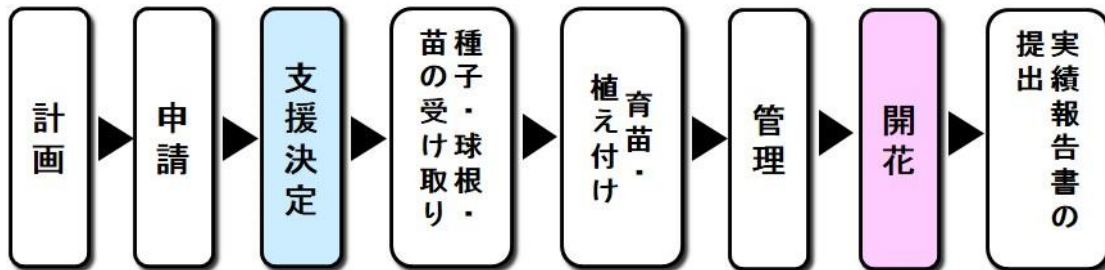 計画
申請
支援決定
種子・球根・
苗の受け取り
育苗・
植え付け
管理
開花
実績報告書の
提出